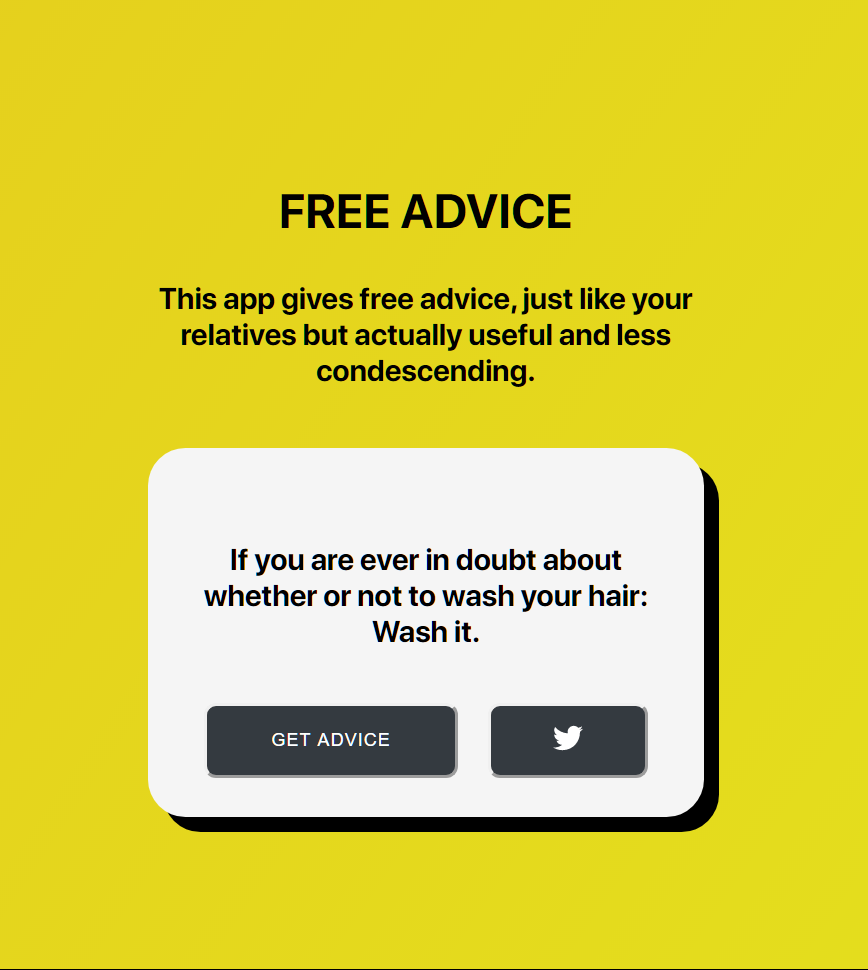 FREE ADVICE
This app gives free advice, just like your
relatives but actually useful and less
condescending.
If you are ever in doubt about
whether or not to wash your hair:
Wash it.
GET ADVICE